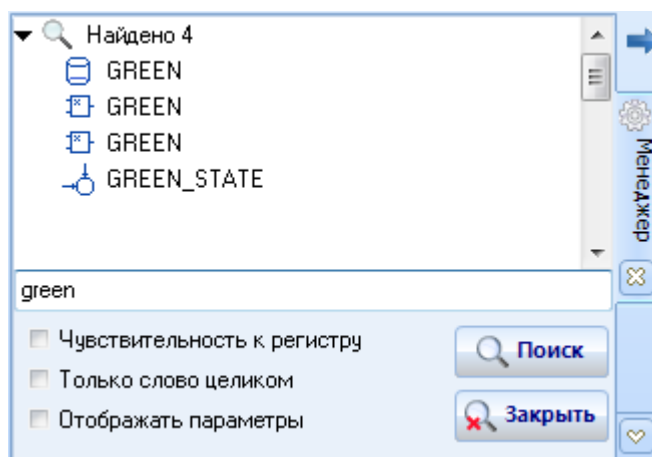 Найдено 4
GREEN
GREEN
GREEN
GREEN_STATE
Менеджер
green
Чувствительность к регистру
Только слово целиком
Отображать параметры
Поиск
Закрыть